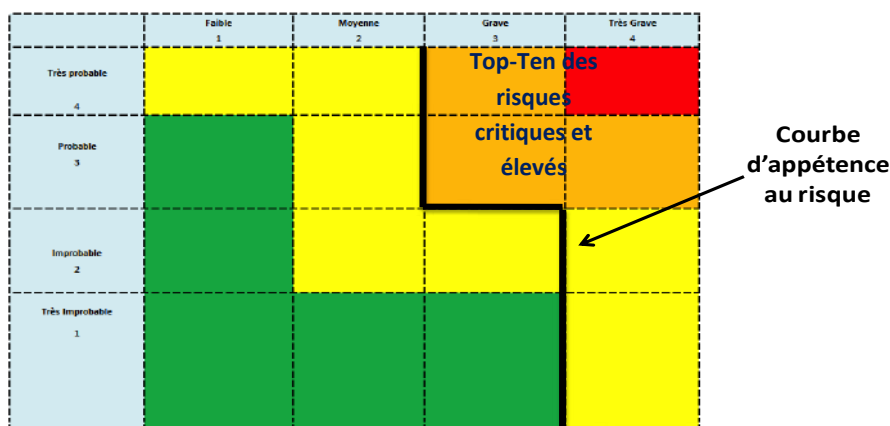 Faible
1
Moyenne
2
Grave
3
Très Grave
4
Très probable
4
Top-Ten des
risques
critiques et
élevés
Probable
3
Courbe
d’appétence
au risque
Improbable
2
Très Improbable
1